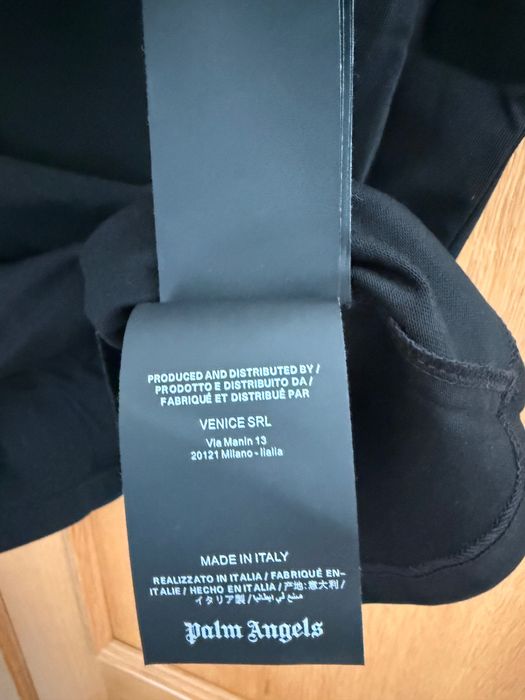 PRODUCED AND DISTRIBUTED BY /
PRODOTTO E DISTRIBUITO DA /
FABRIQUÉ ET DISTRIBUÉ PAR
VENICE SRL
Via Manin 13
20121 Milano - Italia
MADE IN ITALY
REALIZZATO IN ITALIA / FABRIQUÉ EN-
ITALIE / HECHO EN ITALIA / 产地:意大利 /
イタリア製 / صنع في ايطاليا /
Palm Angels